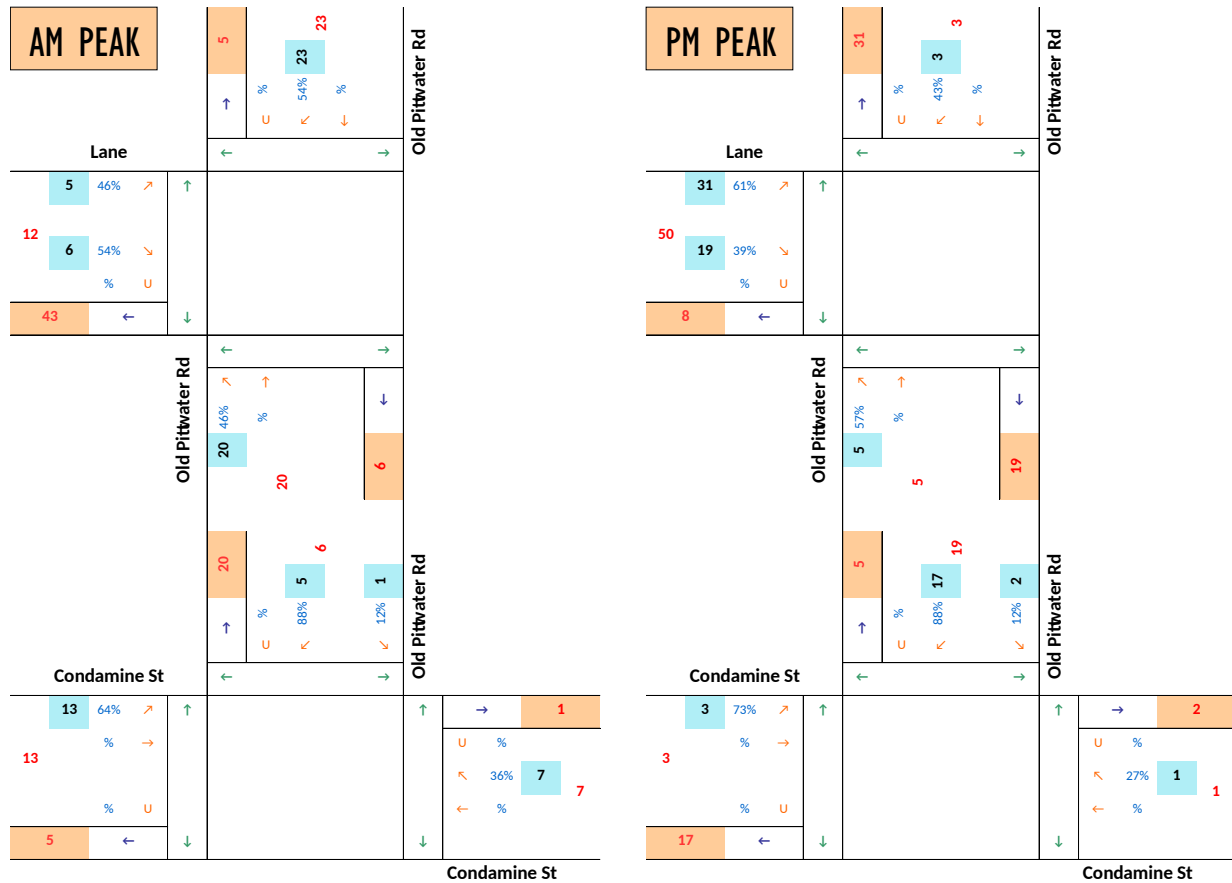 AM PEAK
5
23
23
% 54% %
↑
U ↙ ↓
Old Pittwater Rd
← →
Lane
5 46% ↗ ↑
12
6 54% ↘
% U
43 ← ↓
← →
Old Pittwater Rd
↖ ↑
46% %
↓
20
20
6
20
6
5 1
% 88% 12%
↑
U ↙ ↘
Old Pittwater Rd
Condamine St
← →
13 64% ↗ ↑
% →
13
% U
5 ← ↓
↑ → 1
U %
↖ 36% 7
7
← %
↓
Condamine St
PM PEAK
31
3
3
% 43% %
↑
U ↙ ↓
Old Pittwater Rd
← →
Lane
31 61% ↗ ↑
50
19 39% ↘
% U
8 ← ↓
← →
Old Pittwater Rd
↖ ↑
57% %
↓
5
5
19
5
19
17 2
% 88% 12%
↑
U ↙ ↘
Old Pittwater Rd
Condamine St
← →
3 73% ↗ ↑
% →
3
% U
17 ← ↓
↑ → 2
U %
↖ 27% 1
1
← %
↓
Condamine St